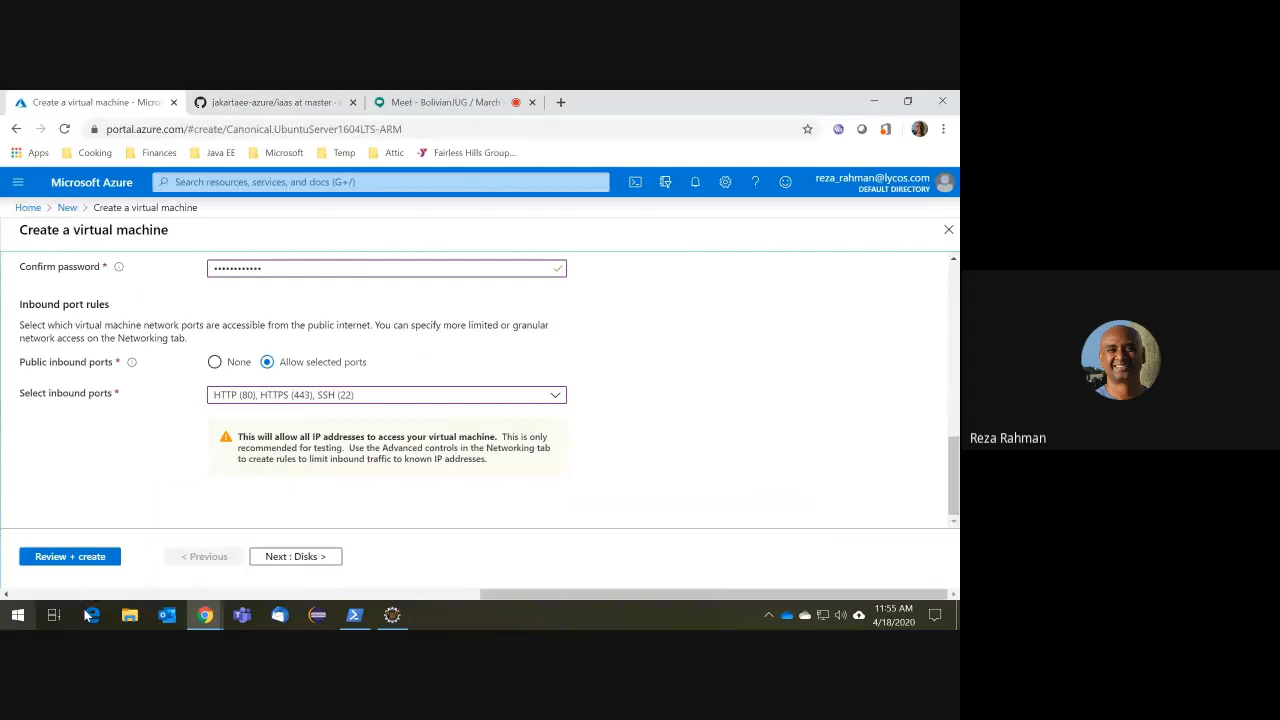 Create a virtual machine - Micro
jakartaee-azure/iaas at master ·
Meet - BolivianJUG / March
portal.azure.com/#create/Canonical.UbuntuServer1604LTS-ARM
Apps
Cooking
Finances
Java EE
Microsoft
Temp
Attic
Fairless Hills Group...
Microsoft Azure
Search resources, services, and docs (G+/)
reza_rahman@lycos.com
DEFAULT DIRECTORY
Home > New > Create a virtual machine
Create a virtual machine
Confirm password *
••••••••••••
Inbound port rules
Select which virtual machine network ports are accessible from the public internet. You can specify more limited or granular
network access on the Networking tab.
Public inbound ports *
None
Allow selected ports
Select inbound ports *
HTTP (80), HTTPS (443), SSH (22)
This will allow all IP addresses to access your virtual machine. This is only
recommended for testing. Use the Advanced controls in the Networking tab
to create rules to limit inbound traffic to known IP addresses.
Review + create
< Previous
Next : Disks >
11:55 AM
4/18/2020
Reza Rahman